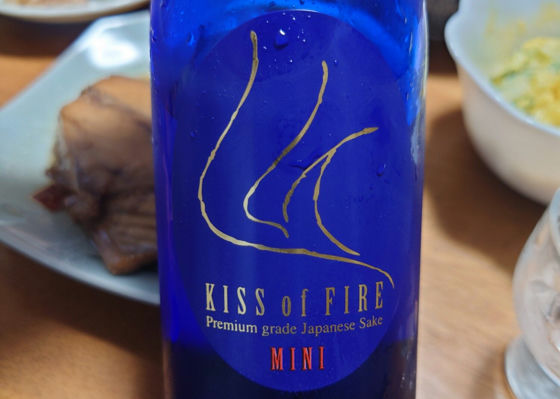 KISS of FIRE
Premium grade Japanese Sake
MINI